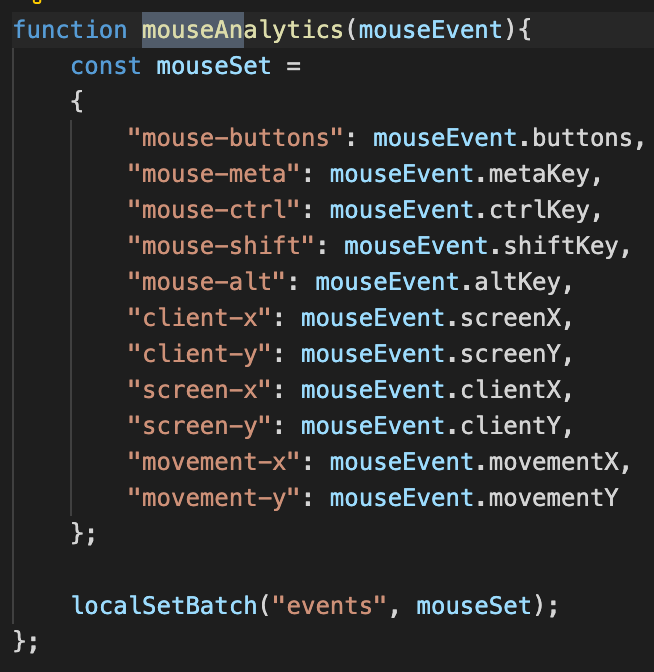 function mouseAnalytics(mouseEvent){
    const mouseSet =
    {
        "mouse-buttons": mouseEvent.buttons,
        "mouse-meta": mouseEvent.metaKey,
        "mouse-ctrl": mouseEvent.ctrlKey,
        "mouse-shift": mouseEvent.shiftKey,
        "mouse-alt": mouseEvent.altKey,
        "client-x": mouseEvent.screenX,
        "client-y": mouseEvent.screenY,
        "screen-x": mouseEvent.clientX,
        "screen-y": mouseEvent.clientY,
        "movement-x": mouseEvent.movementX,
        "movement-y": mouseEvent.movementY
    };

    localSetBatch("events", mouseSet);
};